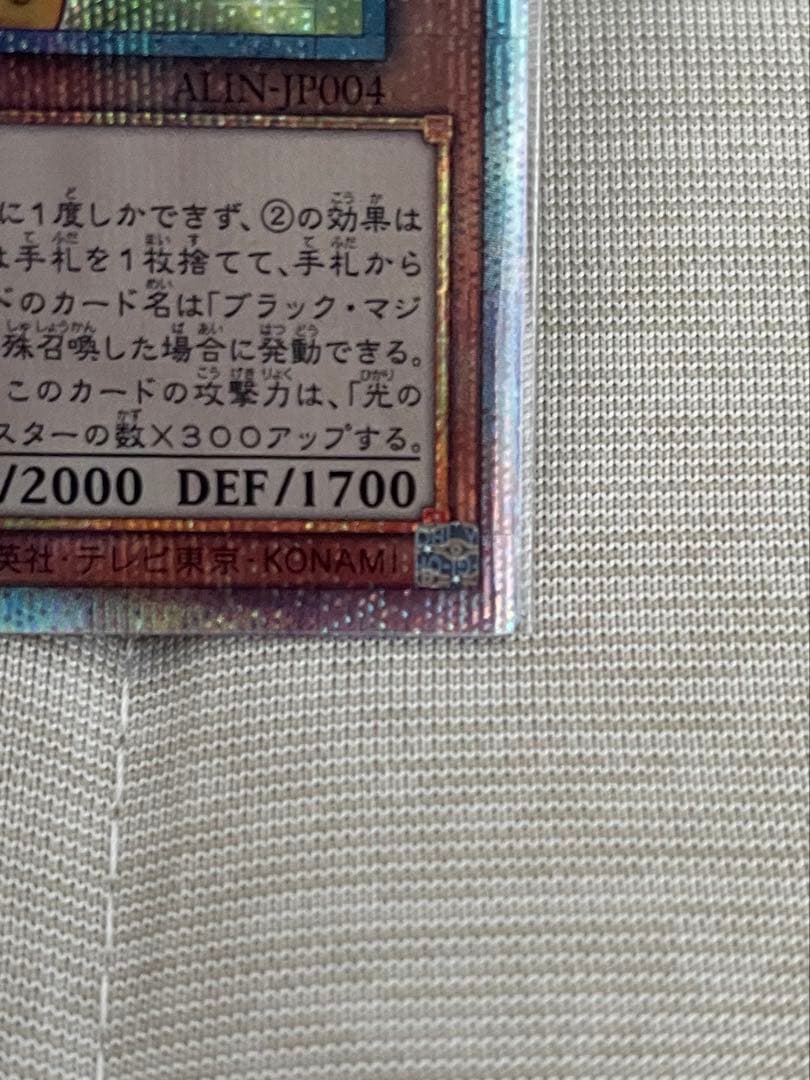 ALIN-JP004
に1度しかできず、②の効果は
は手札を1枚捨てて、手札から
ドのカード名は「ブラック・マジ
殊召喚した場合に発動できる。
このカードの攻撃力は、「光の
スターの数×300アップする。
/2000 DEF/1700
英社・テレビ東京・KONAMI